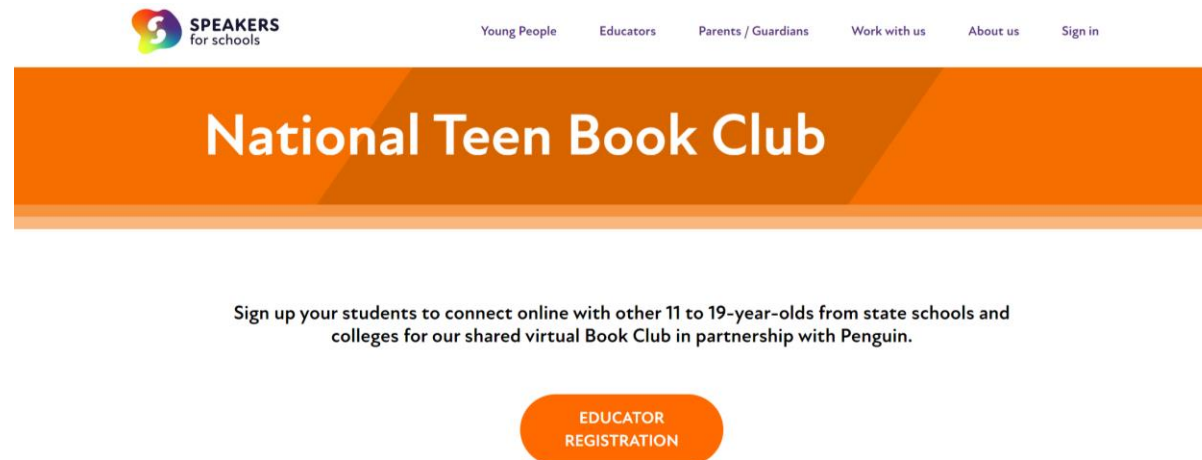 SPEAKERS
for schools
Young People Educators Parents / Guardians Work with us About us Sign in
National Teen Book Club
Sign up your students to connect online with other 11 to 19-year-olds from state schools and
colleges for our shared virtual Book Club in partnership with Penguin.
EDUCATOR
REGISTRATION